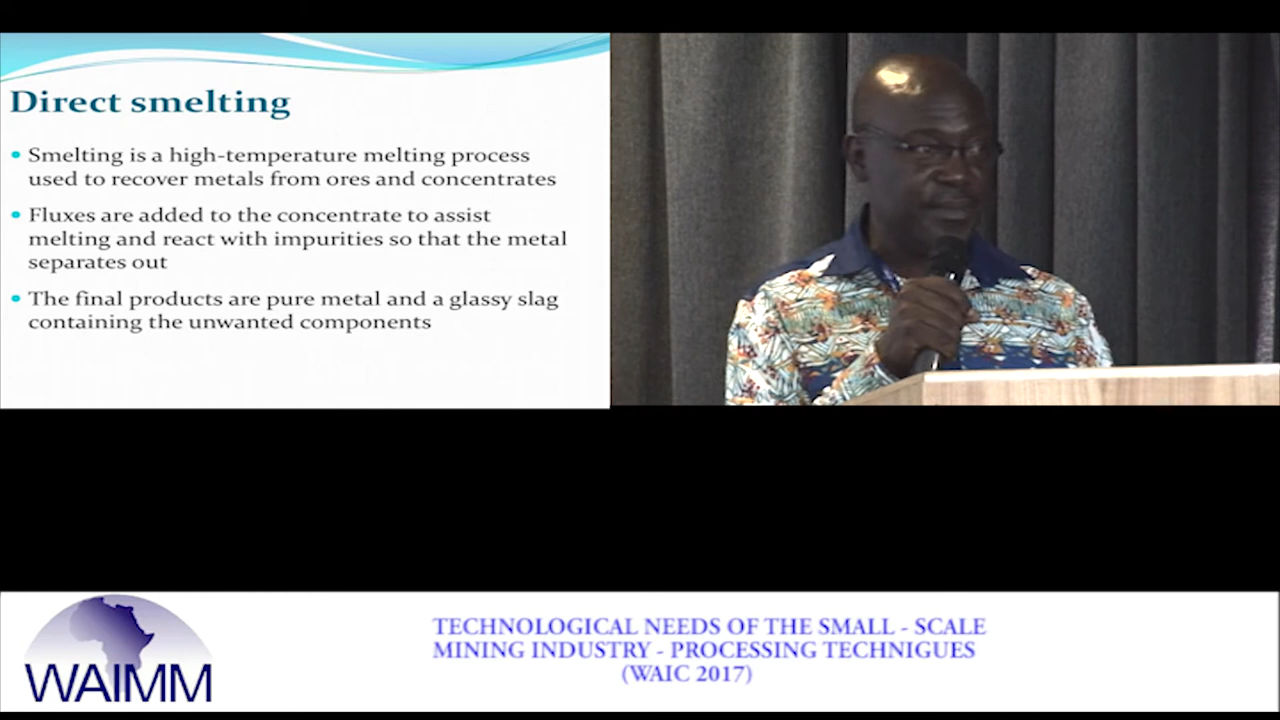 Direct smelting
• Smelting is a high-temperature melting process
used to recover metals from ores and concentrates
• Fluxes are added to the concentrate to assist
melting and react with impurities so that the metal
separates out
• The final products are pure metal and a glassy slag
containing the unwanted components
WAIMM
TECHNOLOGICAL NEEDS OF THE SMALL - SCALE
MINING INDUSTRY - PROCESSING TECHNIGUES
(WAIC 2017)